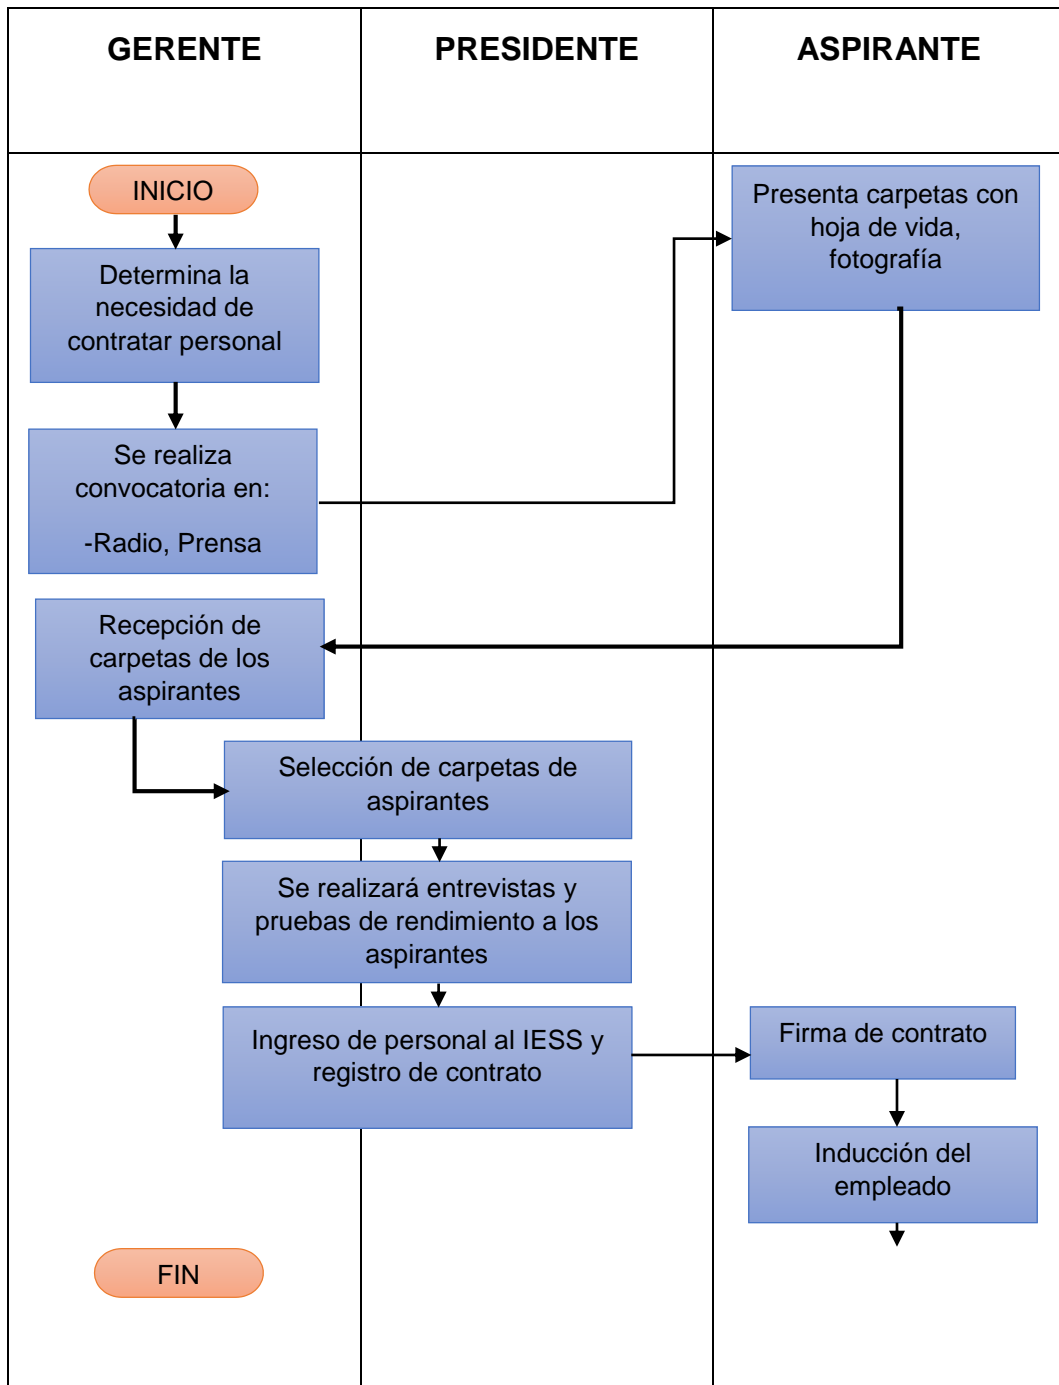 GERENTE
PRESIDENTE
ASPIRANTE
INICIO
Determina la
necesidad de
contratar personal
Se realiza
convocatoria en:
-Radio, Prensa
Presenta carpetas con
hoja de vida,
fotografía
Recepción de
carpetas de los
aspirantes
Selección de carpetas de
aspirantes
Se realizará entrevistas y
pruebas de rendimiento a los
aspirantes
Ingreso de personal al IESS y
registro de contrato
Firma de contrato
Inducción del
empleado
FIN